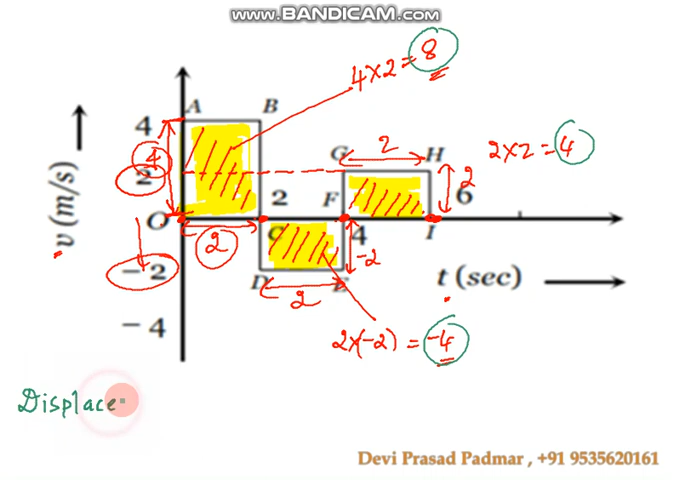 WWW.BANDICAM.COM
4×2 = 8
A B
4
4
G 2 H
2×2 = 4
2
2
6
O
2
F
v (m/s)
C
4
I
2
-2
-2
D
E
2
t (sec)
2×(-2) = -4
-4
Displace
Devi Prasad Padmar , +91 9535620161